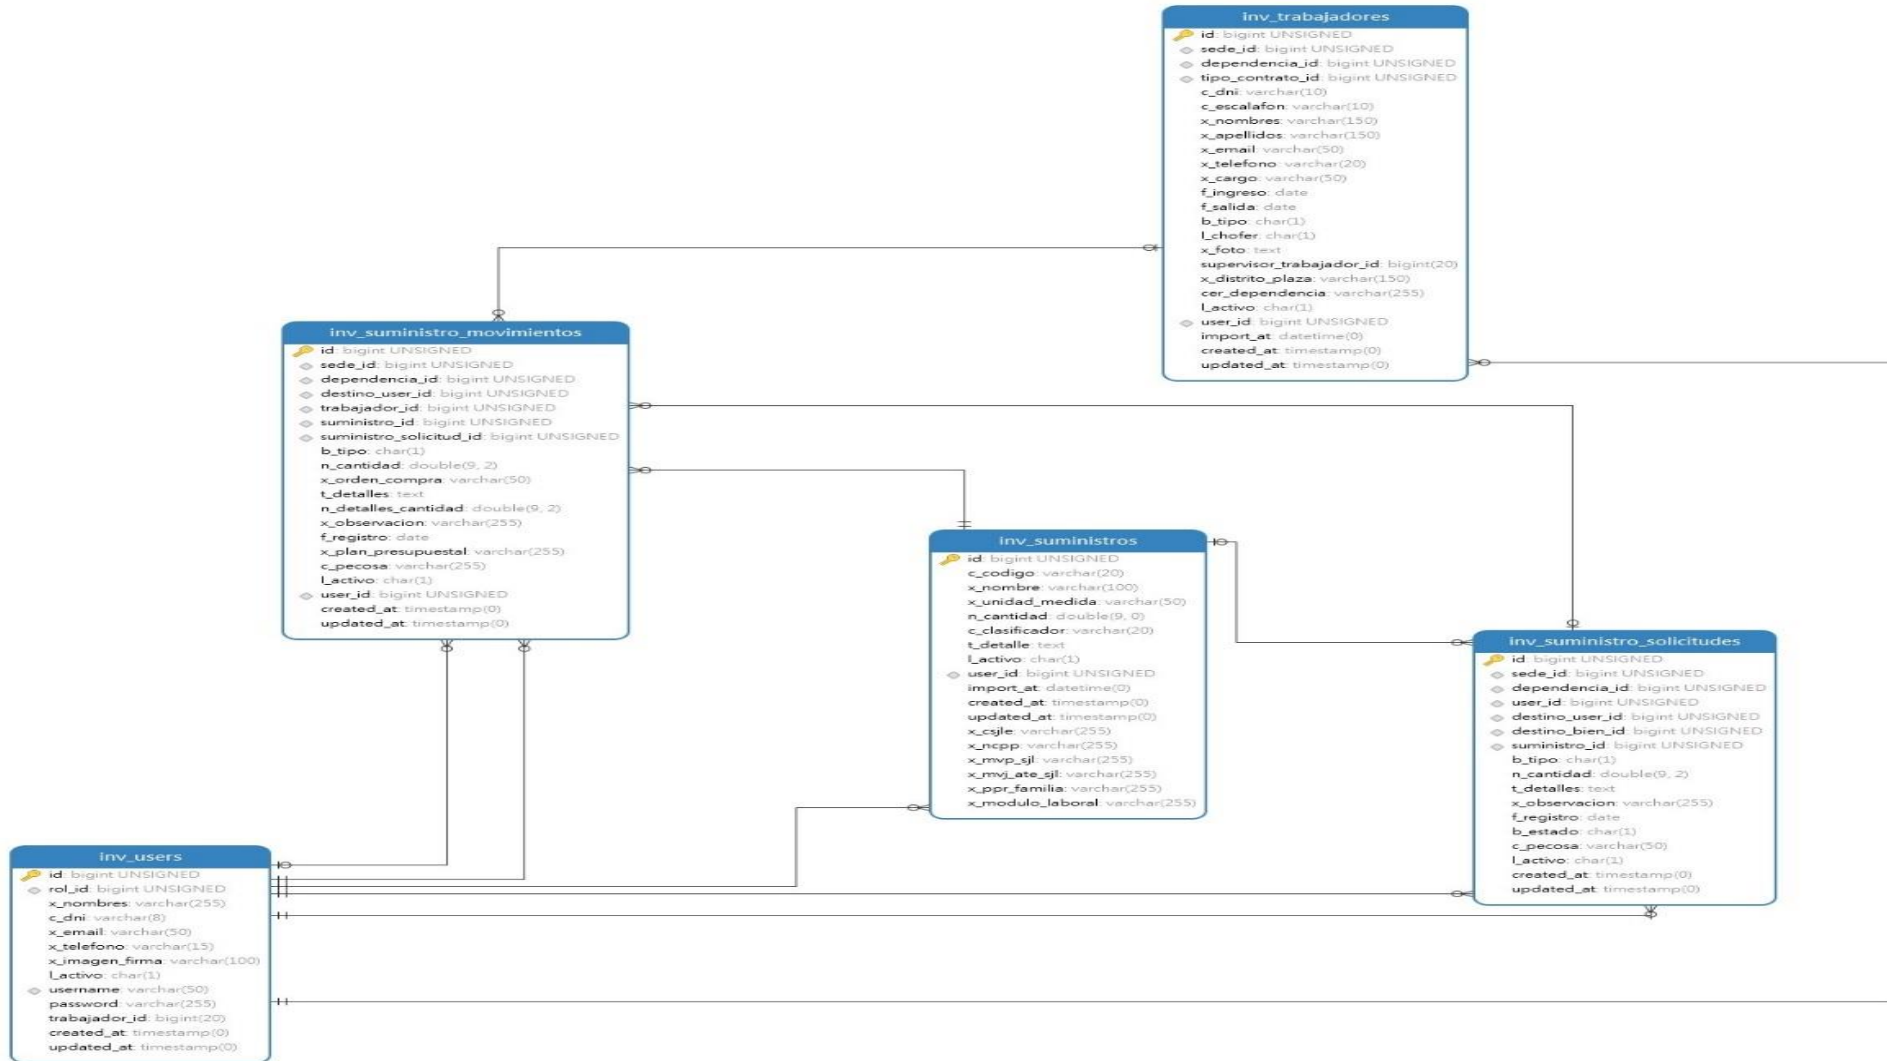 inv_trabajadores
id: bigint UNSIGNED
sede_id: bigint UNSIGNED
dependencia_id: bigint UNSIGNED
tipo_contrato_id: bigint UNSIGNED
c_dni: varchar(10)
c_escalafon: varchar(10)
x_nombres: varchar(150)
x_apellidos: varchar(150)
x_email: varchar(50)
x_telefono: varchar(20)
x_cargo: varchar(50)
f_ingreso: date
f_salida: date
b_tipo: char(1)
l_chofer: char(1)
x_foto: text
supervisor_trabajador_id: bigint(20)
x_distrito_plaza: varchar(150)
cer_dependencia: varchar(255)
l_activo: char(1)
user_id: bigint UNSIGNED
import_at: datetime(0)
created_at: timestamp(0)
updated_at: timestamp(0)
inv_suministro_movimientos
id: bigint UNSIGNED
sede_id: bigint UNSIGNED
dependencia_id: bigint UNSIGNED
destino_user_id: bigint UNSIGNED
trabajador_id: bigint UNSIGNED
suministro_id: bigint UNSIGNED
suministro_solicitud_id: bigint UNSIGNED
b_tipo: char(1)
n_cantidad: double(9, 2)
x_orden_compra: varchar(50)
t_detalles: text
n_detalles_cantidad: double(9, 2)
x_observacion: varchar(255)
f_registro: date
x_plan_presupuestal: varchar(255)
c_pecosa: varchar(255)
l_activo: char(1)
user_id: bigint UNSIGNED
created_at: timestamp(0)
updated_at: timestamp(0)
inv_suministros
id: bigint UNSIGNED
c_codigo: varchar(20)
x_nombre: varchar(100)
x_unidad_medida: varchar(50)
n_cantidad: double(9, 0)
c_clasificador: varchar(20)
t_detalle: text
l_activo: char(1)
user_id: bigint UNSIGNED
import_at: datetime(0)
created_at: timestamp(0)
updated_at: timestamp(0)
x_csjle: varchar(255)
x_ncpp: varchar(255)
x_mvp_sjl: varchar(255)
x_mvj_ate_sjl: varchar(255)
x_ppr_familia: varchar(255)
x_modulo_laboral: varchar(255)
inv_suministro_solicitudes
id: bigint UNSIGNED
sede_id: bigint UNSIGNED
dependencia_id: bigint UNSIGNED
user_id: bigint UNSIGNED
destino_user_id: bigint UNSIGNED
destino_bien_id: bigint UNSIGNED
suministro_id: bigint UNSIGNED
b_tipo: char(1)
n_cantidad: double(9, 2)
t_detalles: text
x_observacion: varchar(255)
f_registro: date
b_estado: char(1)
c_pecosa: varchar(50)
l_activo: char(1)
created_at: timestamp(0)
updated_at: timestamp(0)
inv_users
id: bigint UNSIGNED
rol_id: bigint UNSIGNED
x_nombres: varchar(255)
c_dni: varchar(8)
x_email: varchar(50)
x_telefono: varchar(15)
x_imagen_firma: varchar(100)
l_activo: char(1)
username: varchar(50)
password: varchar(255)
trabajador_id: bigint(20)
created_at: timestamp(0)
updated_at: timestamp(0)